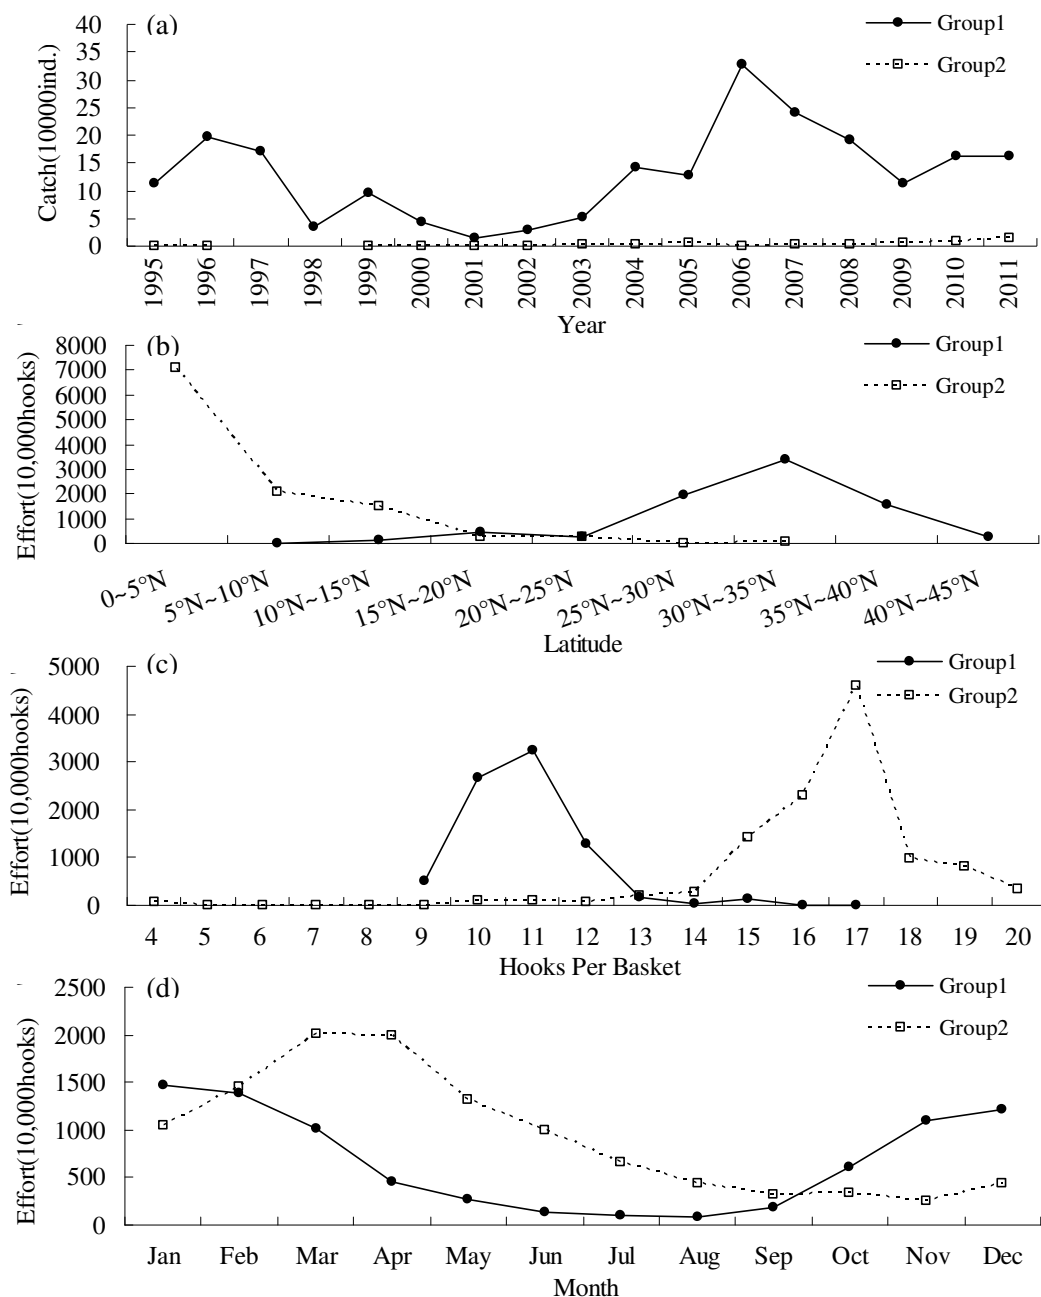 (a)
Group1
Group2
Catch(10000ind.)
40
35
30
25
20
15
10
5
0
1995 1996 1997 1998 1999 2000 2001 2002 2003 2004 2005 2006 2007 2008 2009 2010 2011
Year
(b)
Group1
Group2
Effort(10,000hooks)
8000
7000
6000
5000
4000
3000
2000
1000
0
0~5°N 5°N~10°N 10°N~15°N 15°N~20°N 20°N~25°N 25°N~30°N 30°N~35°N 35°N~40°N 40°N~45°N
Latitude
(c)
Group1
Group2
Effort(10,000hooks)
5000
4000
3000
2000
1000
0
4 5 6 7 8 9 10 11 12 13 14 15 16 17 18 19 20
Hooks Per Basket
(d)
Group1
Group2
Effort(10,000hooks)
2500
2000
1500
1000
500
0
Jan Feb Mar Apr May Jun Jul Aug Sep Oct Nov Dec
Month